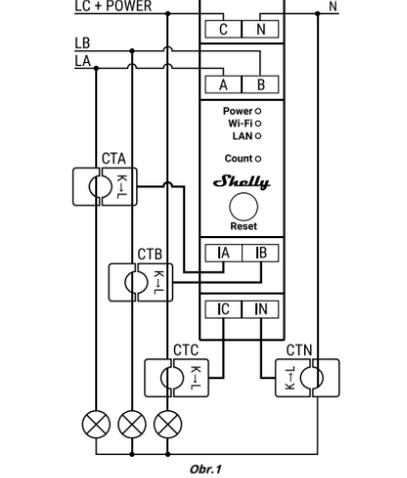 LC + POWER
N
C N
LB
LA
A B
Power
Wi-Fi
LAN
Count
Shelly
Reset
CTA
K→L
CTB
K→L
IA IB
IC IN
CTC
K→L
CTN
K→L
Obr.1